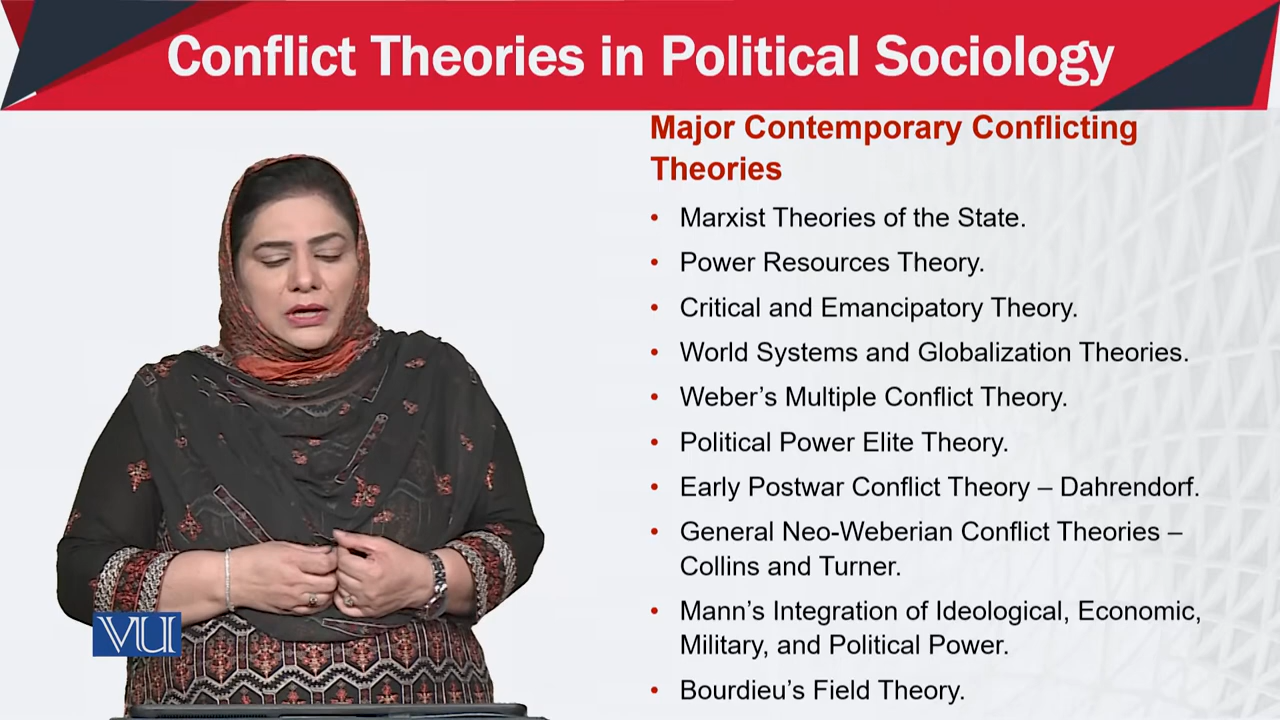 Conflict Theories in Political Sociology
Major Contemporary Conflicting
Theories
• Marxist Theories of the State.
• Power Resources Theory.
• Critical and Emancipatory Theory.
• World Systems and Globalization Theories.
• Weber’s Multiple Conflict Theory.
• Political Power Elite Theory.
• Early Postwar Conflict Theory – Dahrendorf.
• General Neo-Weberian Conflict Theories –
Collins and Turner.
• Mann’s Integration of Ideological, Economic,
Military, and Political Power.
• Bourdieu’s Field Theory.
VU